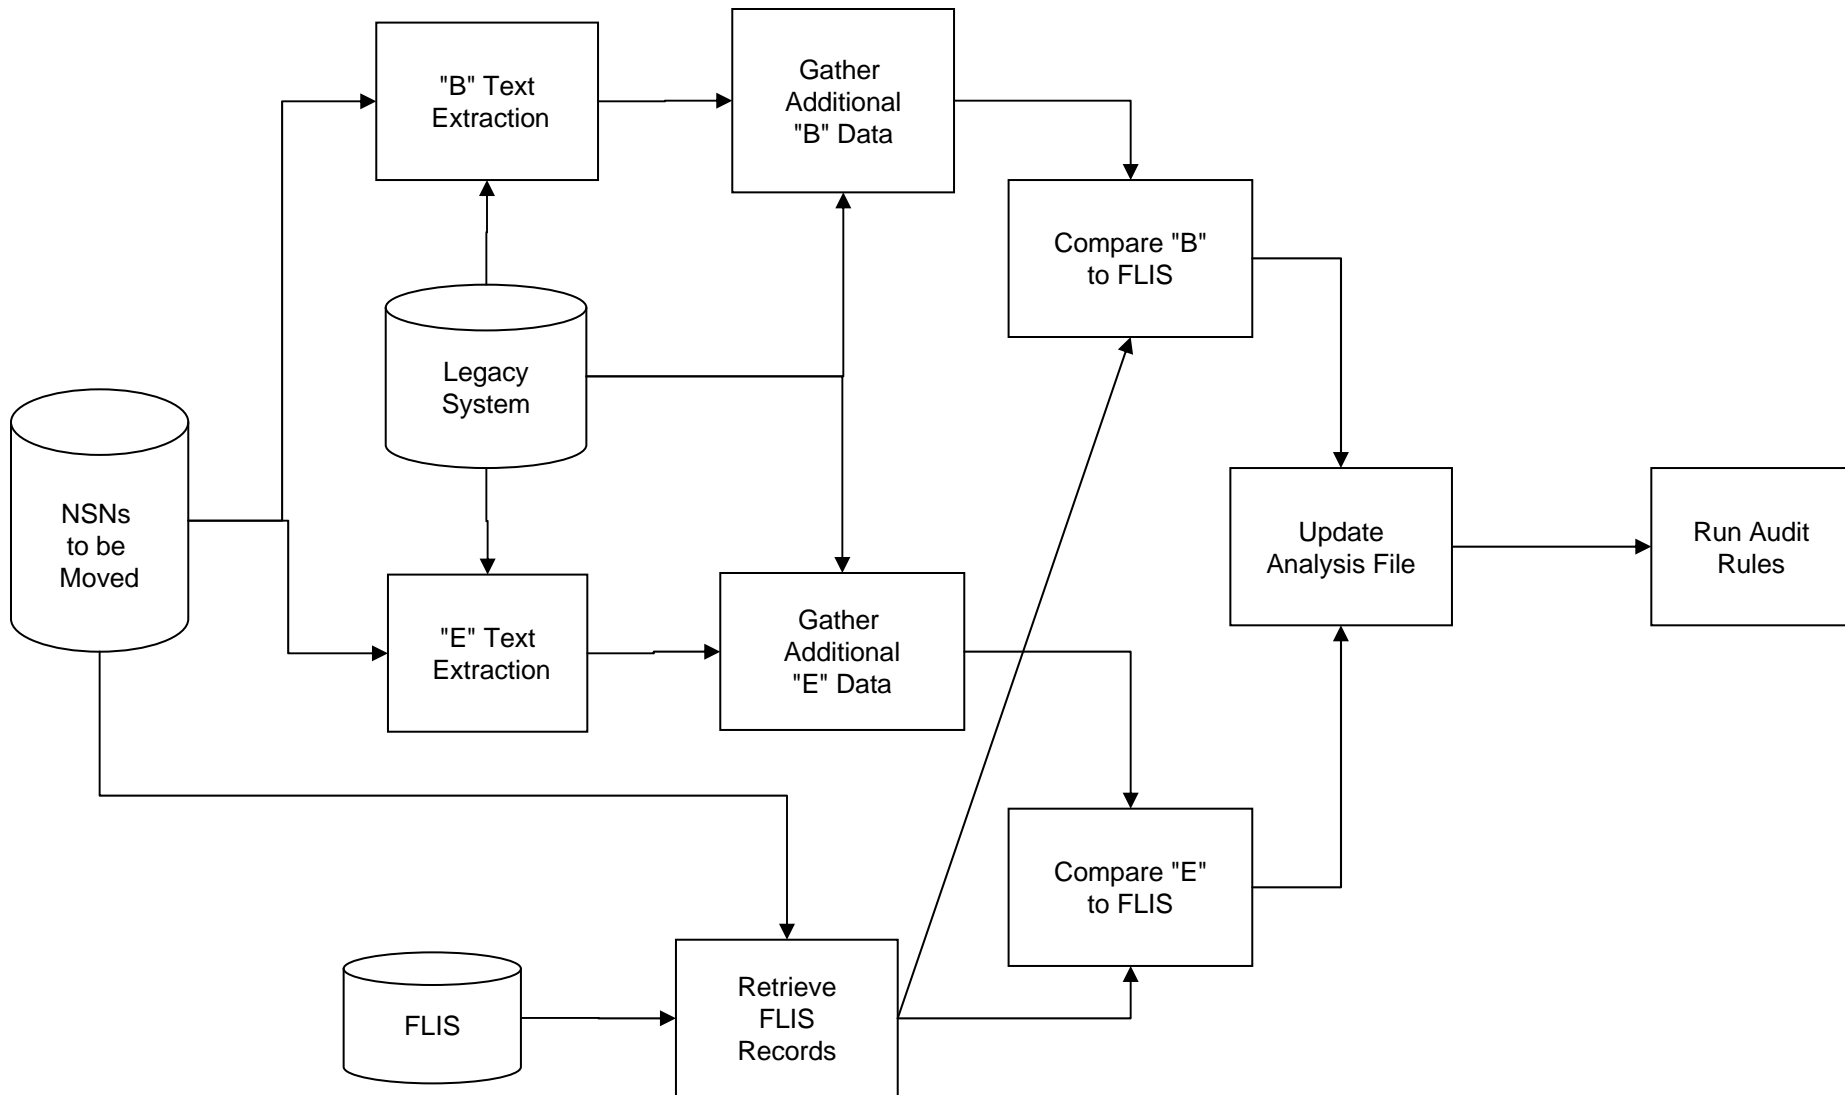 "B" Text
Extraction
Gather
Additional
"B" Data
Compare "B"
to FLIS
Legacy
System
NSNs
to be
Moved
Update
Analysis File
Run Audit
Rules
"E" Text
Extraction
Gather
Additional
"E" Data
Compare "E"
to FLIS
FLIS
Retrieve
FLIS
Records